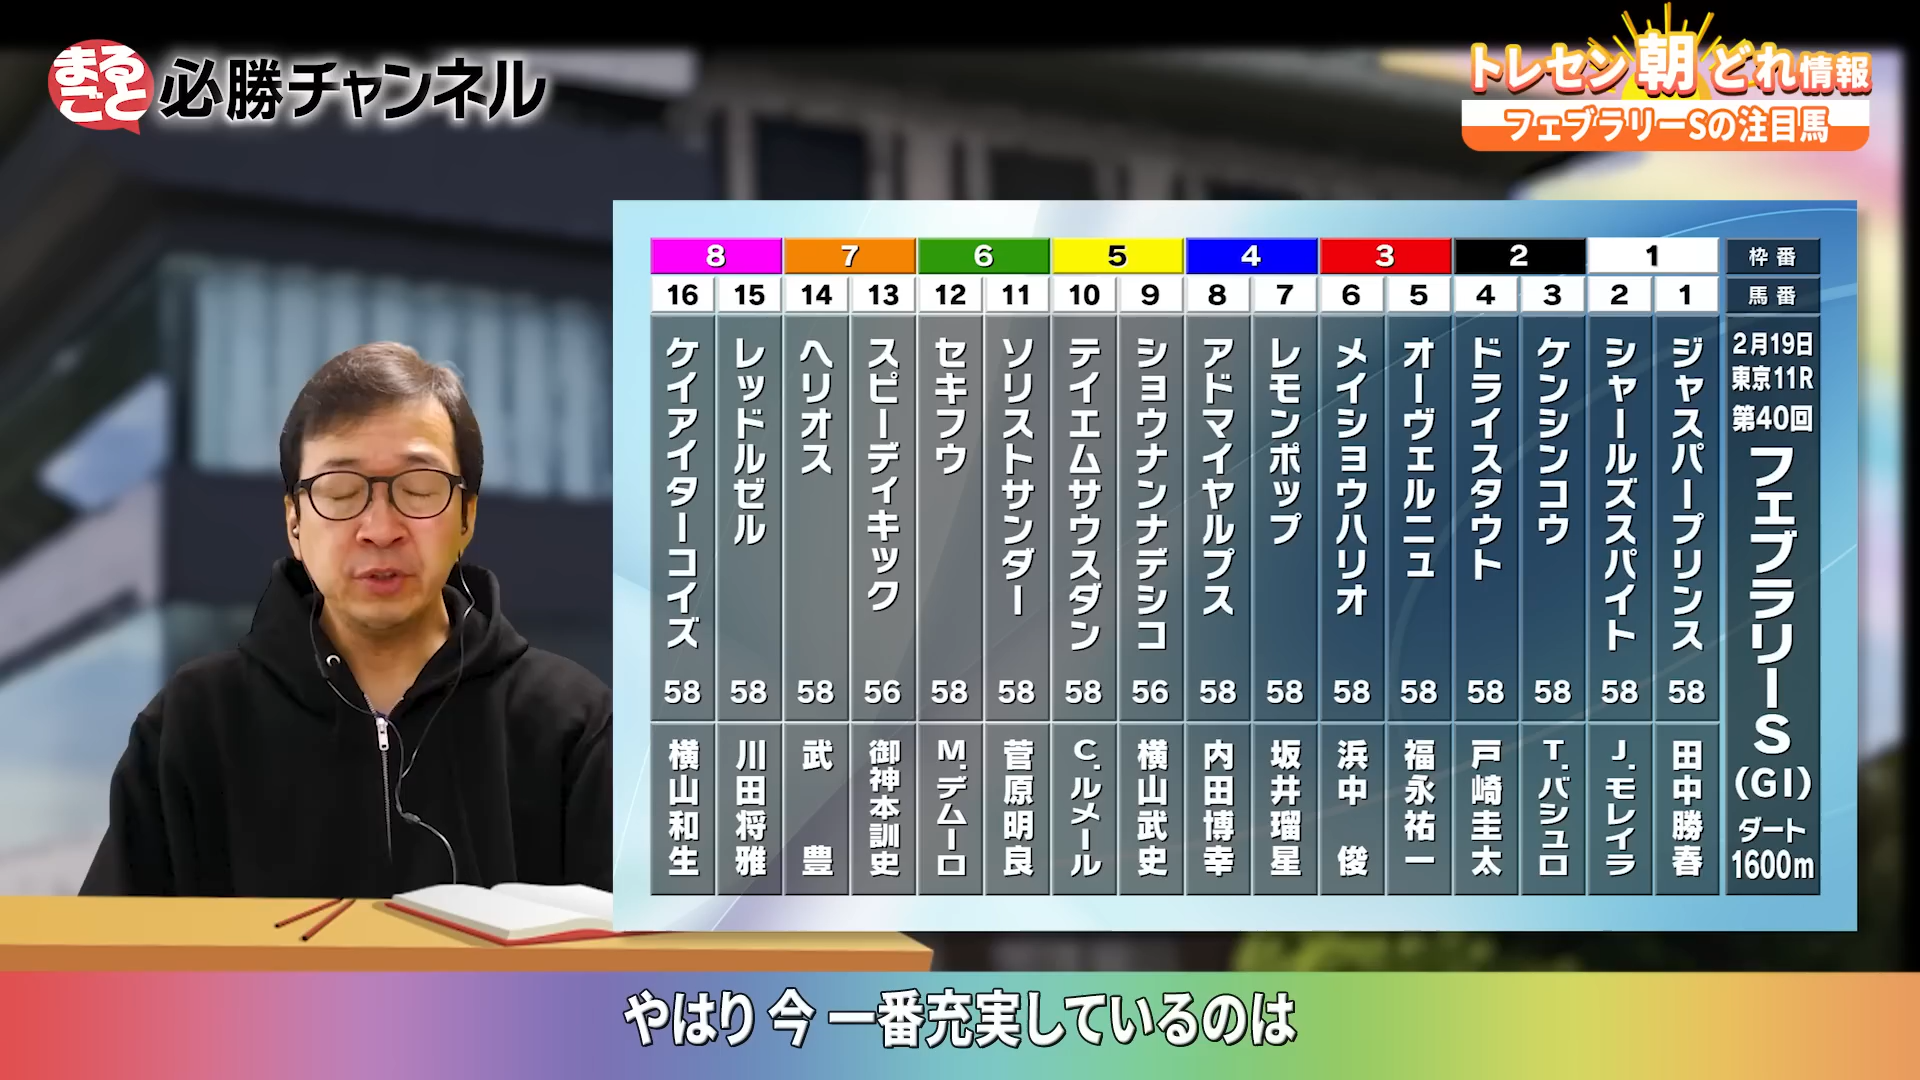 まるごと
必勝チャンネル
トレセン朝どれ情報
フェブラリーSの注目馬
枠番
1
2
3
4
5
6
7
8
馬番
1
2
3
4
5
6
7
8
9
10
11
12
13
14
15
16
2月19日
東京11R
第40回
フェブラリーS
(GI)
ダート
1600m
ジャスパープリンス
58
田中勝春
シャールズスパイト
58
J.モレイラ
ケンシンコウ
58
T.バシュロ
ドライスタウト
58
戸崎圭太
オーヴェルニュ
58
福永祐一
メイショウハリオ
58
浜中 俊
レモンポップ
58
坂井瑠星
アドマイヤルプス
58
内田博幸
ショウナンナデシコ
56
横山武史
テイエムサウスダン
58
C.ルメール
ソリストサンダー
58
菅原明良
セキフウ
58
M.デムーロ
スピーディキック
56
御神本訓史
ヘリオス
58
武 豊
レッドルゼル
58
川田将雅
ケイアイターコイズ
58
横山和生
やはり 今 一番充実しているのは